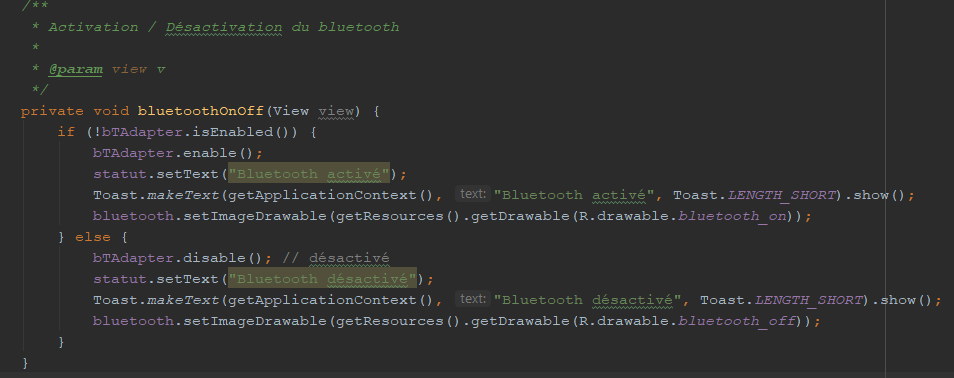 /**
 * Activation / Désactivation du bluetooth
 *
 * @param view v
 */
private void bluetoothOnOff(View view) {
    if (!bTAdapter.isEnabled()) {
        bTAdapter.enable();
        statut.setText("Bluetooth activé");
        Toast.makeText(getApplicationContext(), text: "Bluetooth activé", Toast.LENGTH_SHORT).show();
        bluetooth.setImageDrawable(getResources().getDrawable(R.drawable.bluetooth_on));
    } else {
        bTAdapter.disable(); // désactivé
        statut.setText("Bluetooth désactivé");
        Toast.makeText(getApplicationContext(), text: "Bluetooth désactivé", Toast.LENGTH_SHORT).show();
        bluetooth.setImageDrawable(getResources().getDrawable(R.drawable.bluetooth_off));
    }
}